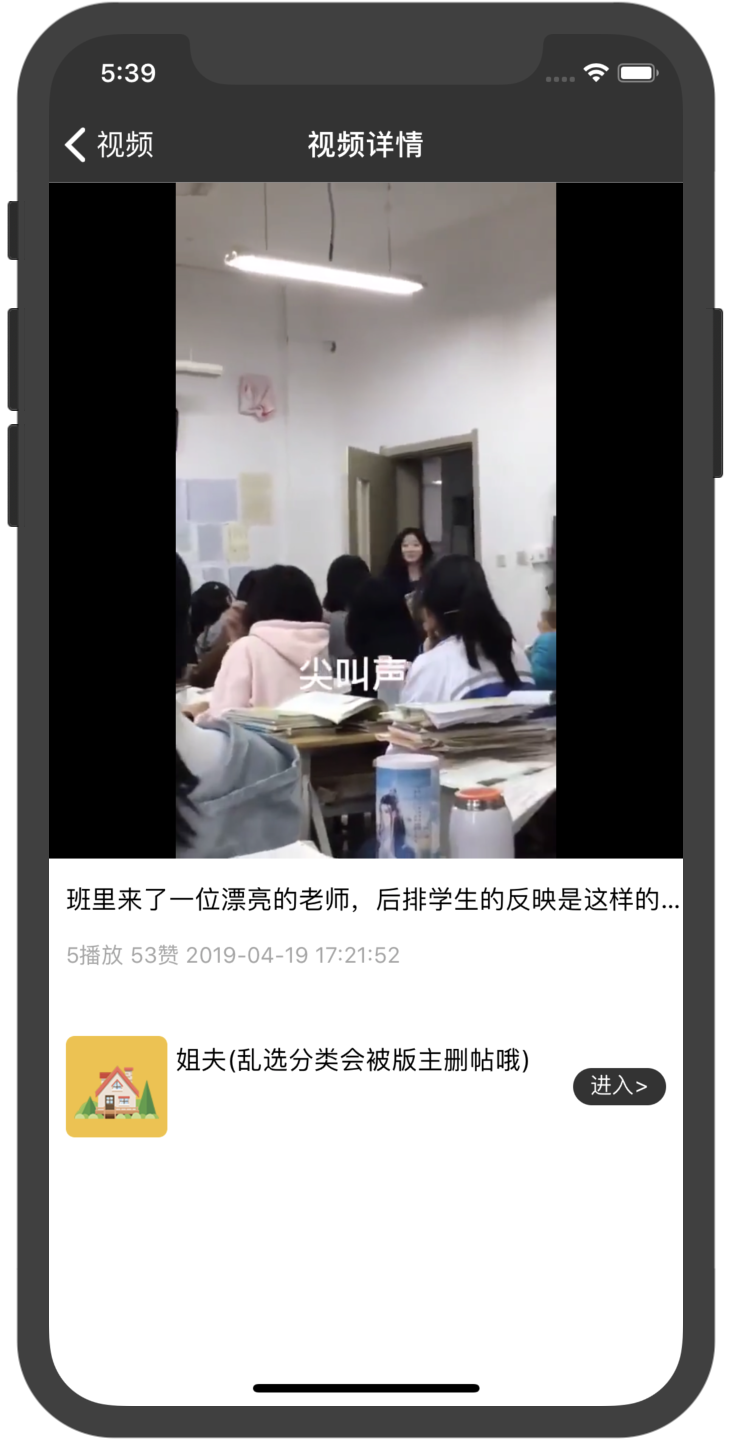 5:39
视频
视频详情
尖叫声
班里来了一位漂亮的老师，后排学生的反映是这样的...
5播放 53赞 2019-04-19 17:21:52
姐夫(乱选分类会被版主删帖哦)
进入>